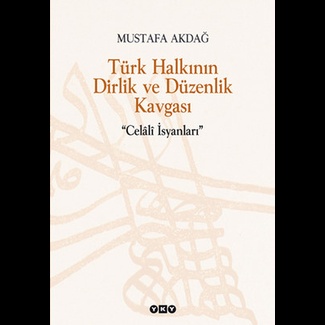 MUSTAFA AKDAĞ
Türk Halkının
Dirlik ve Düzenlik
Kavgası
“Celâlî İsyanları”
YKY